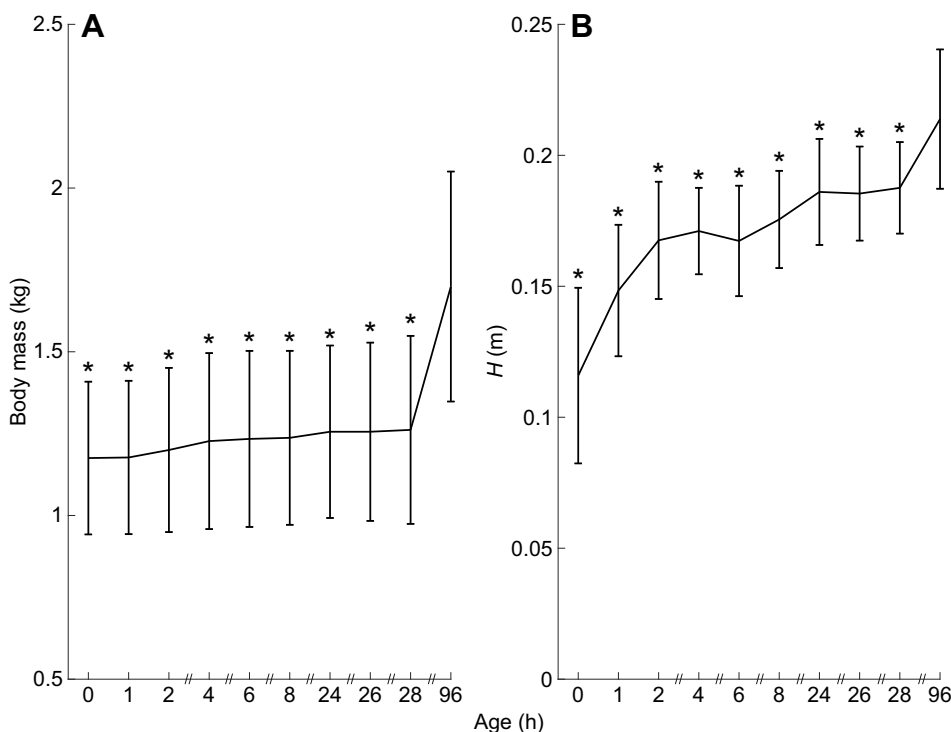 A
B
2.5
2
1.5
1
0.5
Body mass (kg)
* * * * * * * * *
0 1 2 4 6 8 24 26 28 96
0.25
0.2
0.15
0.1
0.05
0
H (m)
* * * * * * * * *
0 1 2 4 6 8 24 26 28 96
Age (h)